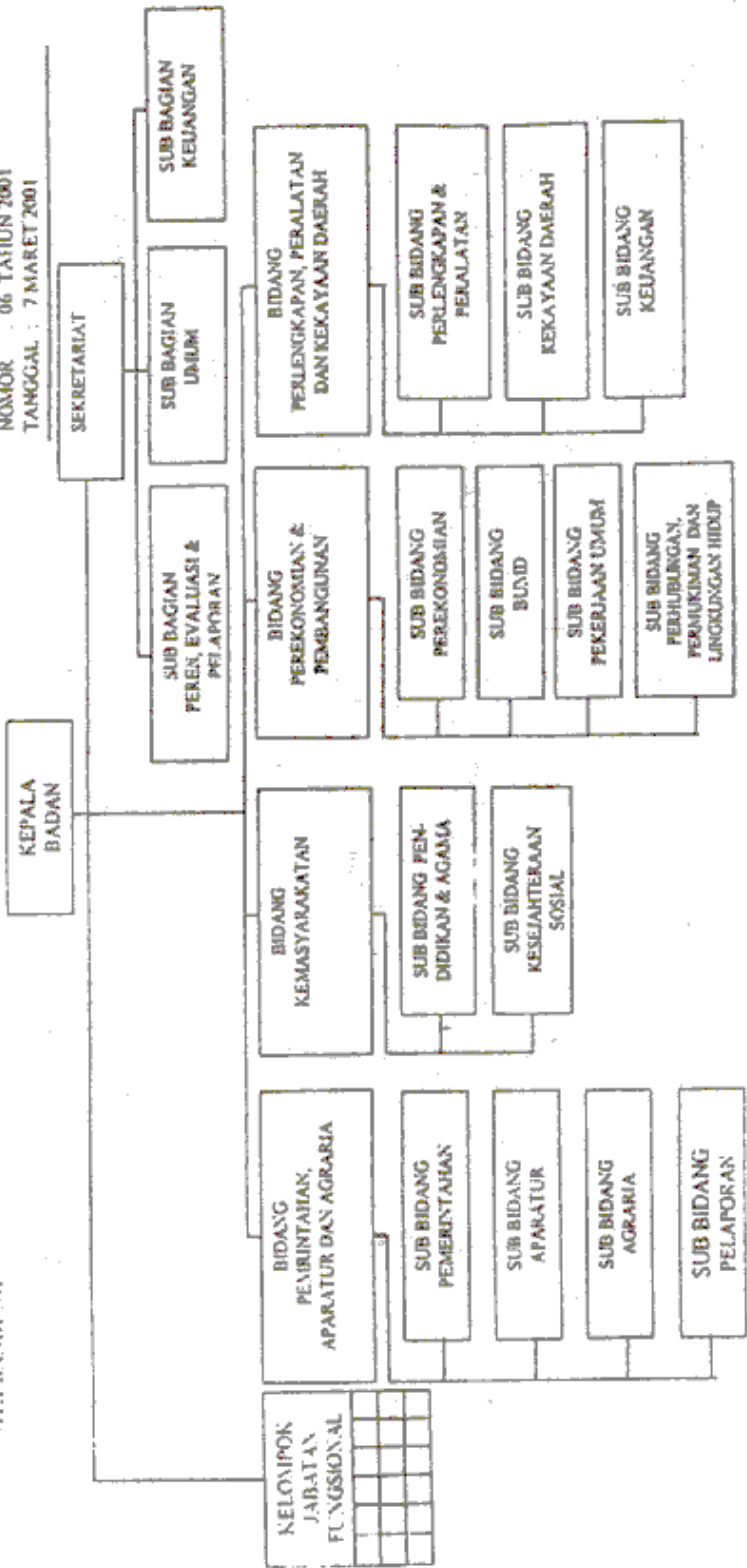 NOMOR : 06 TAHUN 2001
TANGGAL : 7 MARET 2001
KEPALA
BADAN
SEKRETARIAT
SUB BAGIAN
PEREN, EVALUASI &
PELAPORAN
SUB BAGIAN
UMUM
SUB BAGIAN
KEUANGAN
KELOMPOK
JABATAN
FUNGSIONAL
BIDANG
PEMERINTAHAN,
APARATUR DAN AGRARIA
SUB BIDANG
PEMERINTAHAN
SUB BIDANG
APARATUR
SUB BIDANG
AGRARIA
SUB BIDANG
PELAPORAN
BIDANG
KEMASYARAKATAN
SUB BIDANG PEN-
DIDIKAN & AGAMA
SUB BIDANG
KESEJAHTERAAN
SOSIAL
BIDANG
PEREKONOMIAN &
PEMBANGUNAN
SUB BIDANG
PEREKONOMIAN
SUB BIDANG
BUMD
SUB BIDANG
PEKERJAAN UMUM
SUB BIDANG
PERHUBUNGAN,
PERMUKIMAN DAN
LINGKUNGAN HIDUP
BIDANG
PERLENGKAPAN, PERALATAN
DAN KEKAYAAN DAERAH
SUB BIDANG
PERLENGKAPAN &
PERALATAN
SUB BIDANG
KEKAYAAN DAERAH
SUB BIDANG
KEUANGAN